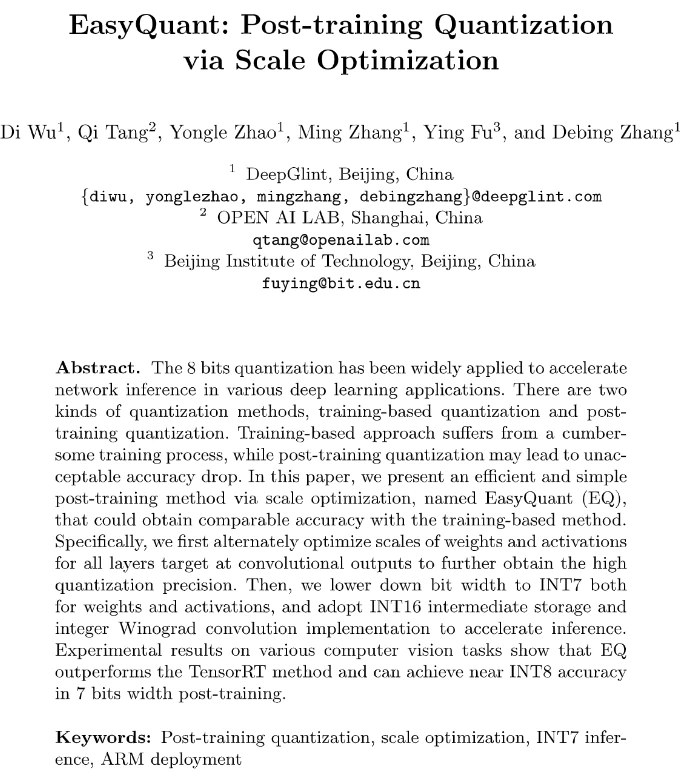 EasyQuant: Post-training Quantization
via Scale Optimization
Di Wu1, Qi Tang2, Yongle Zhao1, Ming Zhang1, Ying Fu3, and Debing Zhang1
1 DeepGlint, Beijing, China
{diwu, yonglezhao, mingzhang, debingzhang}@deepglint.com
2 OPEN AI LAB, Shanghai, China
qtang@openailab.com
3 Beijing Institute of Technology, Beijing, China
fuying@bit.edu.cn
Abstract. The 8 bits quantization has been widely applied to accelerate
network inference in various deep learning applications. There are two
kinds of quantization methods, training-based quantization and post-
training quantization. Training-based approach suffers from a cumber-
some training process, while post-training quantization may lead to unac-
ceptable accuracy drop. In this paper, we present an efficient and simple
post-training method via scale optimization, named EasyQuant (EQ),
that could obtain comparable accuracy with the training-based method.
Specifically, we first alternately optimize scales of weights and activations
for all layers target at convolutional outputs to further obtain the high
quantization precision. Then, we lower down bit width to INT7 both
for weights and activations, and adopt INT16 intermediate storage and
integer Winograd convolution implementation to accelerate inference.
Experimental results on various computer vision tasks show that EQ
outperforms the TensorRT method and can achieve near INT8 accuracy
in 7 bits width post-training.
Keywords: Post-training quantization, scale optimization, INT7 infer-
ence, ARM deployment